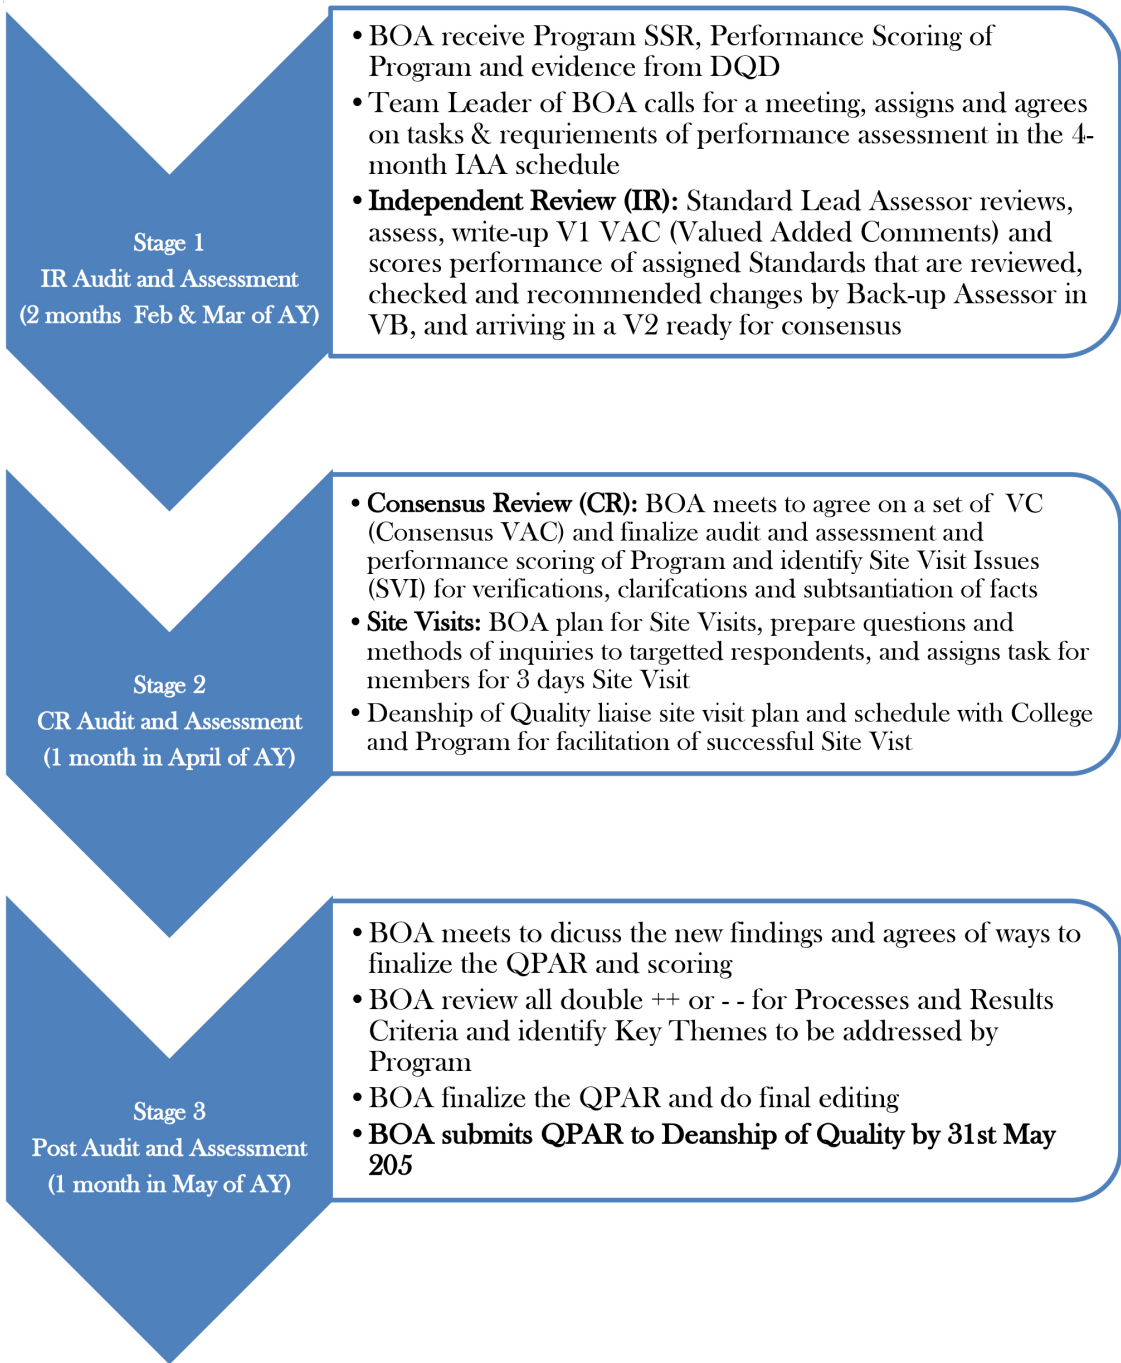 Stage 1
IR Audit and Assessment
(2 months  Feb & Mar of AY)
• BOA receive Program SSR, Performance Scoring of
Program and evidence from DQD
• Team Leader of BOA calls for a meeting, assigns and agrees
on tasks & requriements of performance assessment in the 4-
month IAA schedule
• Independent Review (IR): Standard Lead Assessor reviews,
assess, write-up V1 VAC (Valued Added Comments) and
scores performance of assigned Standards that are reviewed,
checked and recommended changes by Back-up Assessor in
VB, and arriving in a V2 ready for consensus
Stage 2
CR Audit and Assessment
(1 month in April of AY)
• Consensus Review (CR): BOA meets to agree on a set of  VC
(Consensus VAC) and finalize audit and assessment and
performance scoring of Program and identify Site Visit Issues
(SVI) for verifications, clarifcations and subtsantiation of facts
• Site Visits: BOA plan for Site Visits, prepare questions and
methods of inquiries to targetted respondents, and assigns task for
members for 3 days Site Visit
• Deanship of Quality liaise site visit plan and schedule with College
and Program for facilitation of successful Site Vist
Stage 3
Post Audit and Assessment
(1 month in May of AY)
• BOA meets to dicuss the new findings and agrees of ways to
finalize the QPAR and scoring
• BOA review all double ++ or - - for Processes and Results
Criteria and identify Key Themes to be addressed by
Program
• BOA finalize the QPAR and do final editing
• BOA submits QPAR to Deanship of Quality by 31st May
205